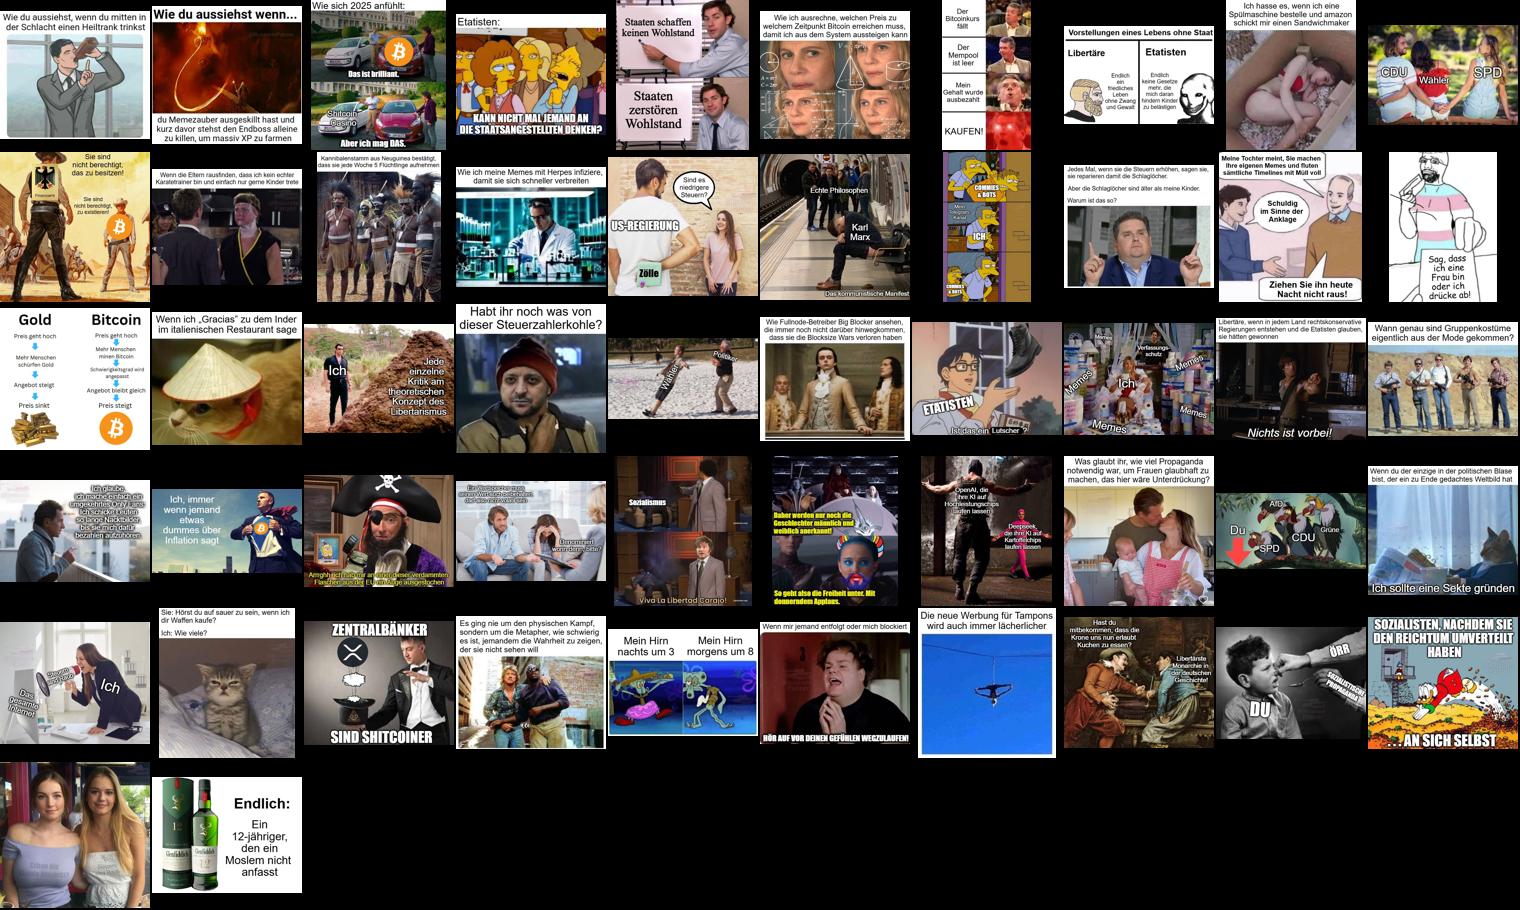 Wie du aussiehst, wenn du mitten in
der Schlacht einen Heiltrank trinkst
Wie du aussiehst wenn...
du Memezauber ausgeskillt hast und
kurz davor stehst den Endboss alleine
zu killen, um massiv XP zu farmen
Wie sich 2025 anfühlt:
Das ist brillant.
Shitcoin
Casino
Aber ich mag DAS.
Etatisten:
KANN NICHT MAL JEMAND AN
DIE STAATSANGESTELLTEN DENKEN?
Staaten schaffen
keinen Wohlstand
Staaten
zerstören
Wohlstand
Wie ich ausrechne, welchen Preis zu
welchem Zeitpunkt Bitcoin erreichen muss,
damit ich aus dem System aussteigen kann
Der
Bitcoinkurs
fällt
Der
Mempool
ist leer
Mein
Gehalt wurde
ausbezahlt
KAUFEN!
Vorstellungen eines Lebens ohne Staat
Libertäre
Etatisten
Endlich
ein
friedliches
Leben
ohne Zwang
und Gewalt
Endlich
keine Gesetze
mehr, die
mich daran
hindern Kinder
zu belästigen
Ich hasse es, wenn ich eine
Spülmaschine bestelle und amazon
schickt mir einen Sandwichmaker
CDU
Wähler
SPD
Sie sind
nicht berechtigt,
das zu besitzen!
Sie sind
nicht berechtigt,
zu existieren!
Wenn die Eltern rausfinden, dass ich kein echter
Karatetrainer bin und einfach nur gerne Kinder trete
Kannibalenstamm aus Neuguinea bestätigt,
dass sie jede Woche 5 Flüchtlinge aufnehmen
Wie ich meine Memes mit Herpes infiziere,
damit sie sich schneller verbreiten
Sind es
niedrigere
Steuern?
US-REGIERUNG
Zölle
Echte Philosophen
Karl
Marx
Das kommunistische Manifest
COMMIES
& BOTS
Mein
Telegram
Kanal
ICH
COMMIES
& BOTS
Jedes Mal, wenn sie die Steuern erhöhen, sagen sie,
sie reparieren damit die Schlaglöcher.
Aber die Schlaglöcher sind älter als meine Kinder.
Warum ist das so?
Meine Tochter meint, Sie machen
ihre eigenen Memes und fluten
sämtliche Timelines mit Müll voll
Schuldig
im Sinne der
Anklage
Ziehen Sie ihn heute
Nacht nicht raus!
Sag, dass
ich eine
Frau bin
oder ich
drücke ab!
Gold
Bitcoin
Preis geht hoch
Mehr Menschen
schürfen Gold
Angebot steigt
Preis sinkt
Preis geht hoch
Mehr Menschen
minen Bitcoin
Schwierigkeitsgrad wird
angepasst
Angebot bleibt gleich
Preis steigt
Wenn ich „Gracias” zu dem Inder
im italienischen Restaurant sage
Ich
Jede
einzelne
Kritik am
theoretischen
Konzept des
Libertarismus
Habt ihr noch was von
dieser Steuerzahlerkohle?
Wähler
Politiker
Wie Fullnode-Betreiber Big Blocker ansehen,
die immer noch nicht darüber hinwegkommen,
dass sie die Blocksize Wars verloren haben
ETATISTEN
Ist das ein Lutscher ?
Memes
Verfassungs-
schutz
Memes
Memes
Ich
Memes
Memes
Libertäre, wenn in jedem Land rechtskonservative
Regierungen entstehen und die Etatisten glauben,
sie hätten gewonnen
Nichts ist vorbei!
Wann genau sind Gruppenkostüme
eigentlich aus der Mode gekommen?
Ich glaube,
ich mache einfach ein
umgekehrtes Only Fans.
Ich schicke Leuten
so lange Nacktbilder,
bis sie mich dafür
bezahlen aufzuhören.
Ich, immer
wenn jemand
etwas
dummes über
Inflation sagt
Arrrghh, ich hab mir an einer dieser verdammten
Flaschen aus der EU ein Auge ausgestochen
Ein Wertspeicher muss
Denominiert
worin denn, bitte?
Sozialismus
Viva La Libertad Carajo!
Daher werden nur noch die
Geschlechter männlich und
weiblich anerkannt!
So geht also die Freiheit unter. Mit
donnerndem Applaus.
OpenAI, die
ihre KI auf
Hochleistungschips
laufen lassen
Deepseek,
die ihre KI auf
Kartoffelchips
laufen lassen
Was glaubt ihr, wie viel Propaganda
notwendig war, um Frauen glaubhaft zu
machen, das hier wäre Unterdrückung?
Du
AfD
SPD
CDU
Grüne
Wenn du der einzige in der politischen Blase
bist, der ein zu Ende gedachtes Weltbild hat
Ich sollte eine Sekte gründen
Das
gesamte
Internet
Ich
Sie: Hörst du auf sauer zu sein, wenn ich
dir Waffen kaufe?
Ich: Wie viele?
ZENTRALBÄNKER
SIND SHITCOINER
Es ging nie um den physischen Kampf,
sondern um die Metapher, wie schwierig
es ist, jemandem die Wahrheit zu zeigen,
der sie nicht sehen will
Mein Hirn
nachts um 3
Mein Hirn
morgens um 8
Wenn mir jemand entfolgt oder mich blockiert
HÖR AUF VOR DEINEN GEFÜHLEN WEGZULAUFEN!
Die neue Werbung für Tampons
wird auch immer lächerlicher
Hast du
mitbekommen, dass die
Krone uns nun erlaubt
Kuchen zu essen?
Libertärste
Monarchie in
der deutschen
Geschichte!
ÖRR
SOZIALISTISCHE
PROPAGANDA
DU
SOZIALISTEN, NACHDEM SIE
DEN REICHTUM UMVERTEILT
HABEN
. . . AN SICH SELBST
Glenfiddich
12
Endlich:
Ein
12-jähriger,
den ein
Moslem nicht
anfasst